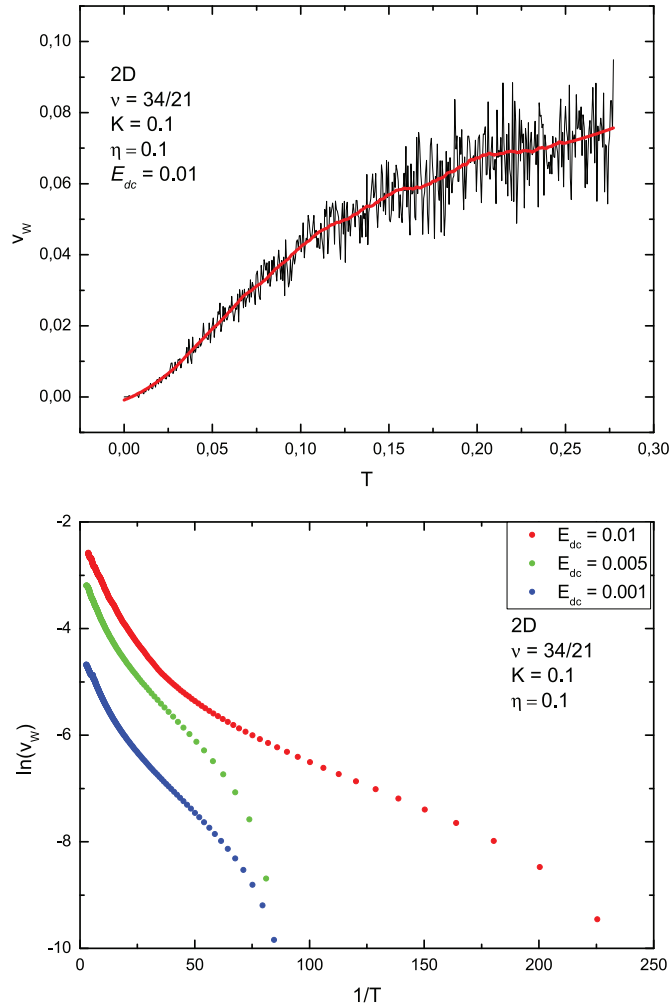 0,10
0,08
0,06
0,04
0,02
0,00
v_w
2D
ν = 34/21
K = 0.1
η = 0.1
E_dc = 0.01
0,00 0,05 0,10 0,15 0,20 0,25 0,30
T
-2
-4
-6
-8
-10
ln(v_w)
E_dc = 0.01
E_dc = 0.005
E_dc = 0.001
2D
ν = 34/21
K = 0.1
η = 0.1
0 50 100 150 200 250
1/T